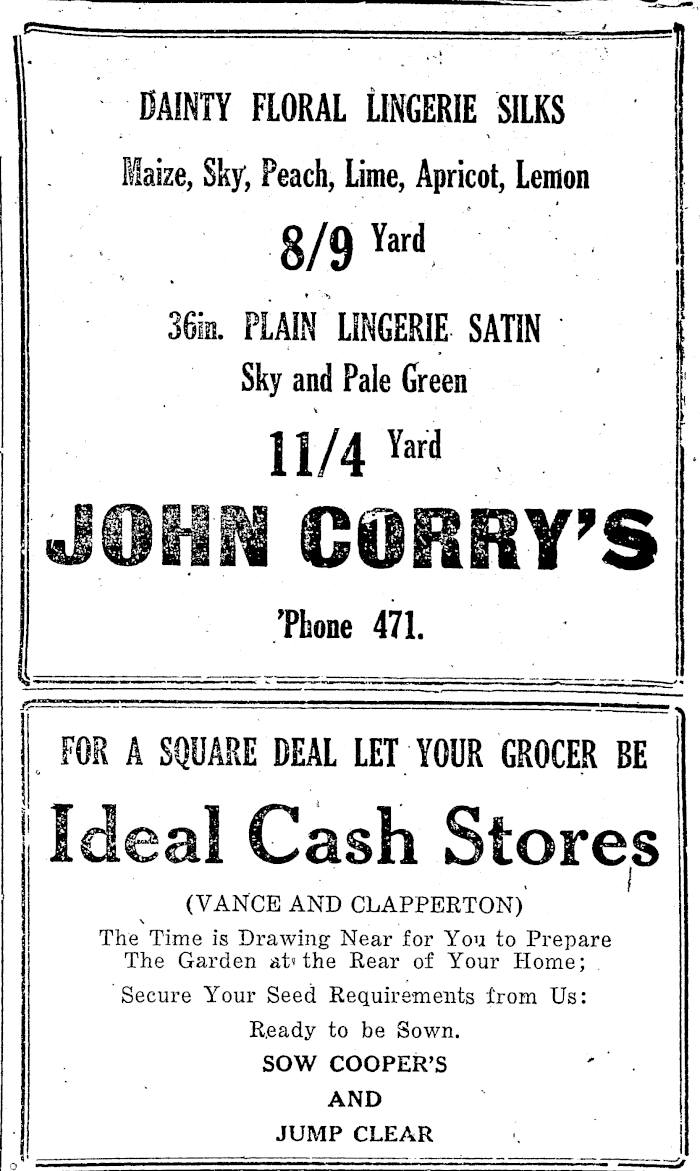 DAINTY FLORAL LINGERIE SILKS
Maize, Sky, Peach, Lime, Apricot, Lemon
8/9 Yard
36in. PLAIN LINGERIE SATIN
Sky and Pale Green
11/4 Yard
JOHN CORRY'S
'Phone 471.
FOR A SQUARE DEAL LET YOUR GROCER BE
Ideal Cash Stores
(VANCE AND CLAPPERTON)
The Time is Drawing Near for You to Prepare
The Garden at the Rear of Your Home;
Secure Your Seed Requirements from Us:
Ready to be Sown.
SOW COOPER'S
AND
JUMP CLEAR